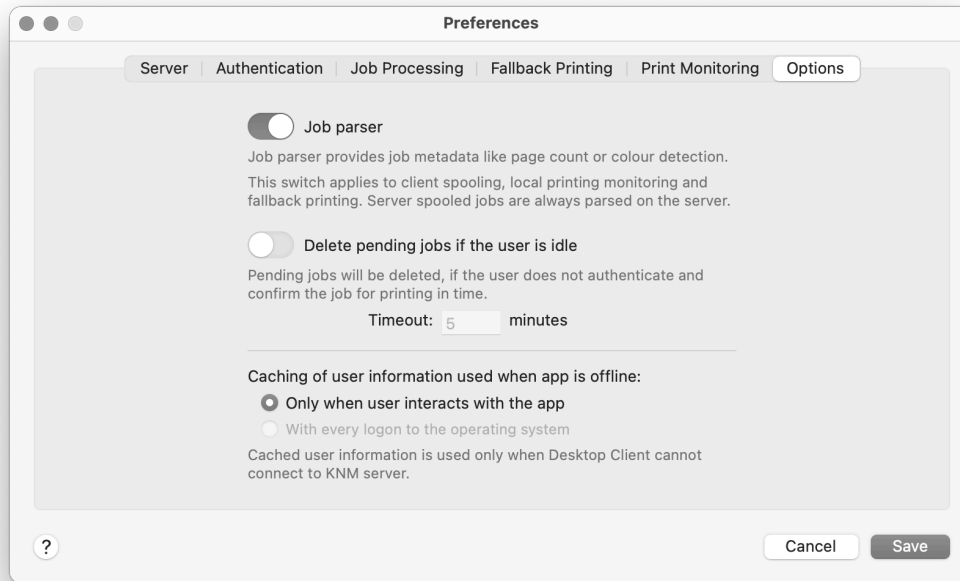 Preferences
Server
Authentication
Job Processing
Fallback Printing
Print Monitoring
Options
Job parser
Job parser provides job metadata like page count or colour detection.
This switch applies to client spooling, local printing monitoring and
fallback printing. Server spooled jobs are always parsed on the server.
Delete pending jobs if the user is idle
Pending jobs will be deleted, if the user does not authenticate and
confirm the job for printing in time.
Timeout: 5 minutes
Caching of user information used when app is offline:
Only when user interacts with the app
With every logon to the operating system
Cached user information is used only when Desktop Client cannot
connect to KNM server.
?
Cancel
Save